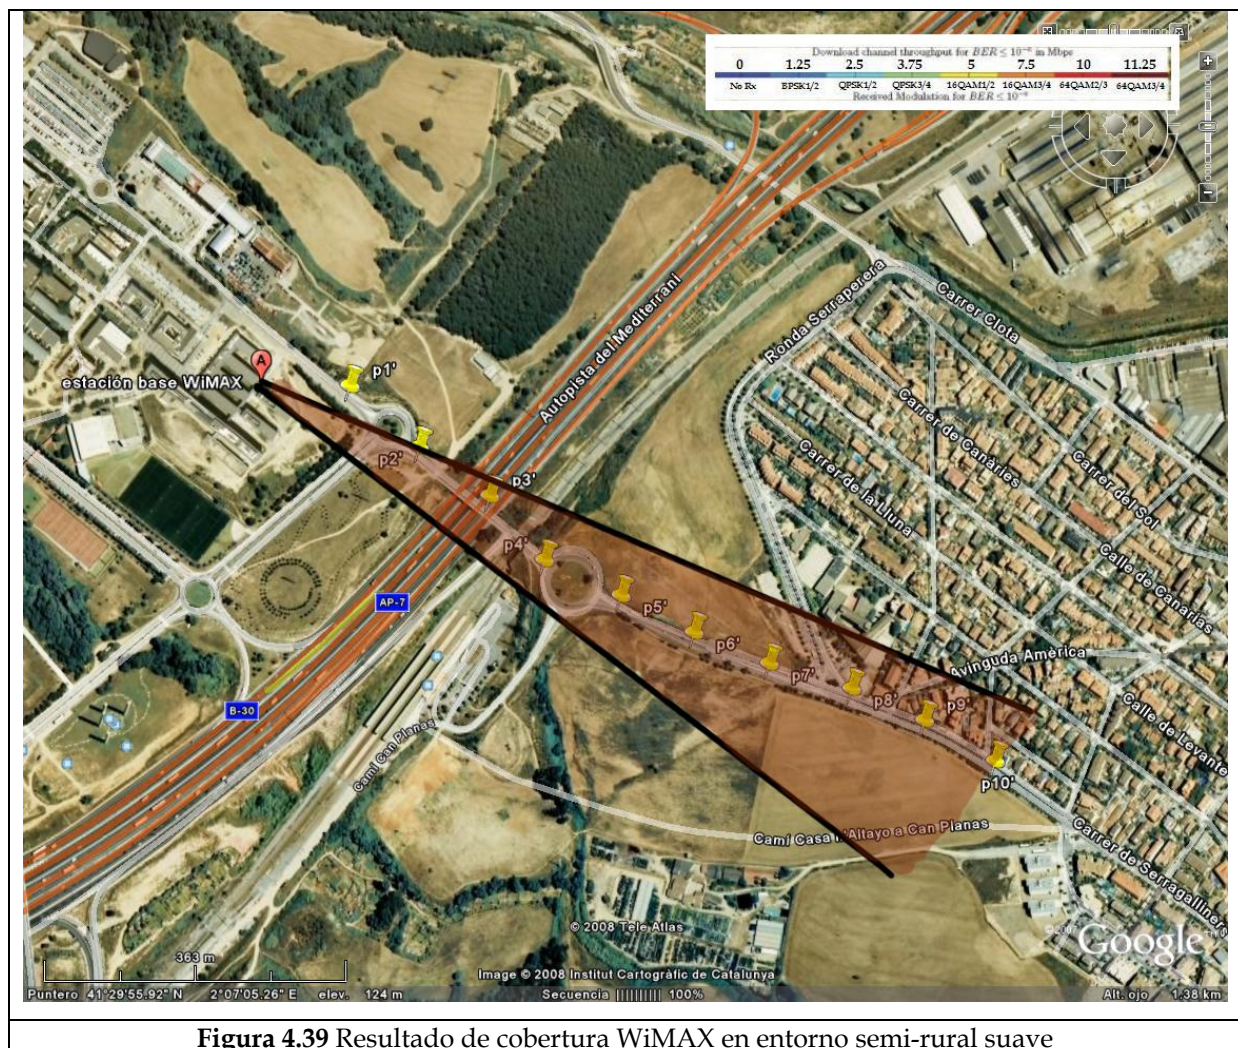 Download channel throughput for BER ≤ 10⁻⁶ in Mbps
0 1.25 2.5 3.75 5 7.5 10 11.25
No Rx BPSK1/2 QPSK1/2 QPSK3/4 16QAM1/2 16QAM3/4 64QAM2/3 64QAM3/4
Received Modulation for BER ≤ 10⁻⁶
Ronda Serraperera
Carrer Clota
Autopista del Mediterrani
A
estación base WiMAX
p1'
p2'
p3'
p4'
p5'
p6'
p7'
p8'
p9'
p10'
Carrer de Canàries
Carrer del Sol
Carrer de la Lluna
Calle de Canarias
AP-7
B-30
Avinguda Amèrica
Calle de Levante
Camí Can Planas
Camí Casa l'Altayo a Can Planas
Carrer de Serragalliners
© 2008 Tele Atlas
© 2007 Google
363 m
Image © 2008 Institut Cartogràfic de Catalunya
Puntero 41°29'55.92" N 2°07'05.26" E elev. 124 m Secuencia |||||||||| 100% Alt. ojo 1.38 km
Figura 4.39 Resultado de cobertura WiMAX en entorno semi-rural suave